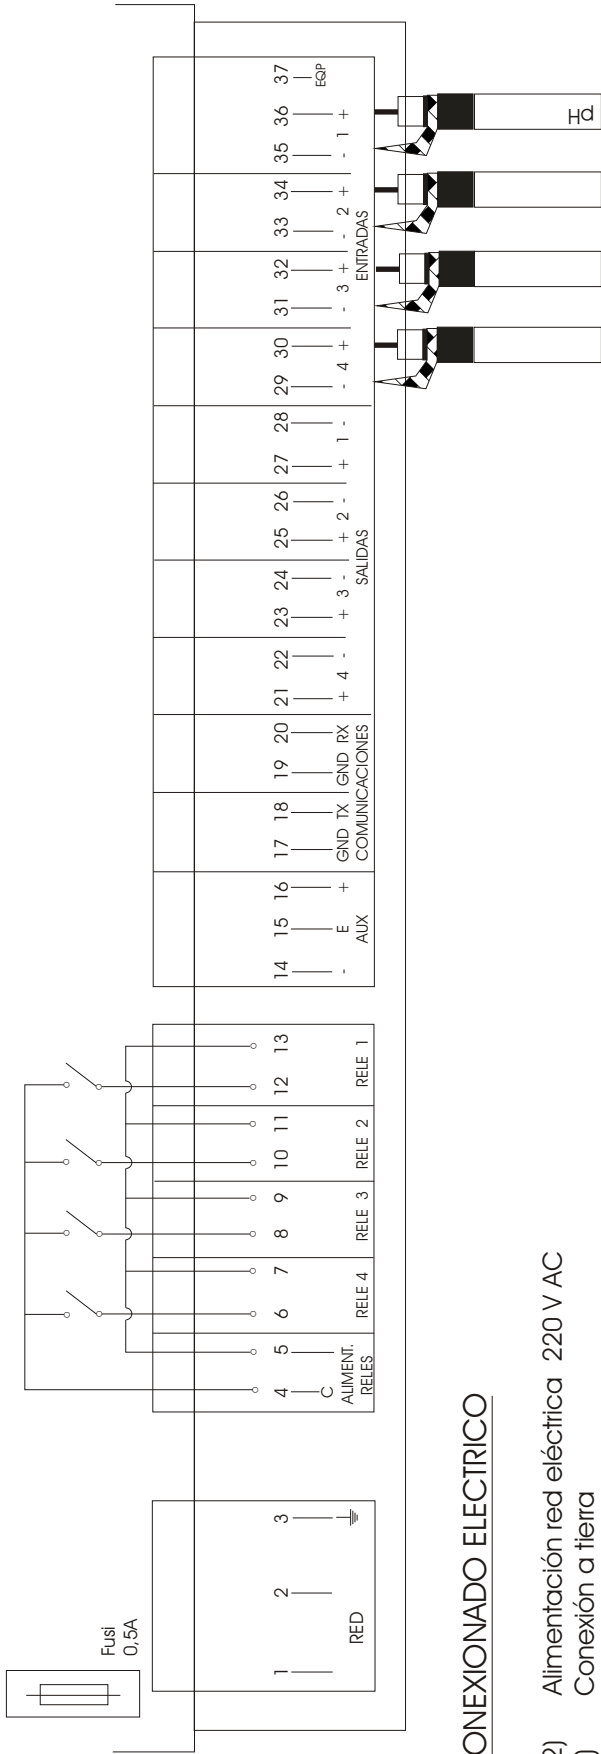 Fusi
0,5A
1 2 3
RED
4 5 6 7 8 9 10 11 12 13
C
ALIMENT.
RELES
RELE 4
RELE 3
RELE 2
RELE 1
14 15 16 17 18 19 20 21 22 23 24 25 26 27 28 29 30 31 32 33 34 35 36 37
- E + GND TX GND RX + 4 - + 3 - + 2 - + 1 - - 4 + - 3 + - 2 + - 1 +
EQP
AUX
COMUNICACIONES
SALIDAS
ENTRADAS
ONEXIONADO ELECTRICO
2) Alimentación red eléctrica 220 V AC
) Conexión a tierra
pH